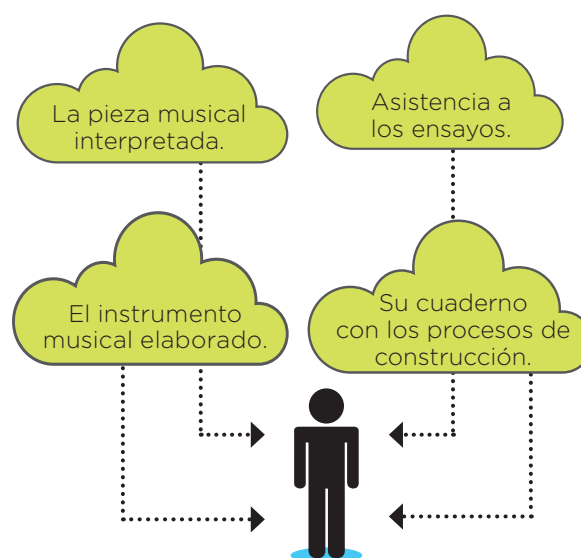 La pieza musical
interpretada.
Asistencia a
los ensayos.
El instrumento
musical elaborado.
Su cuaderno
con los procesos de
construcción.